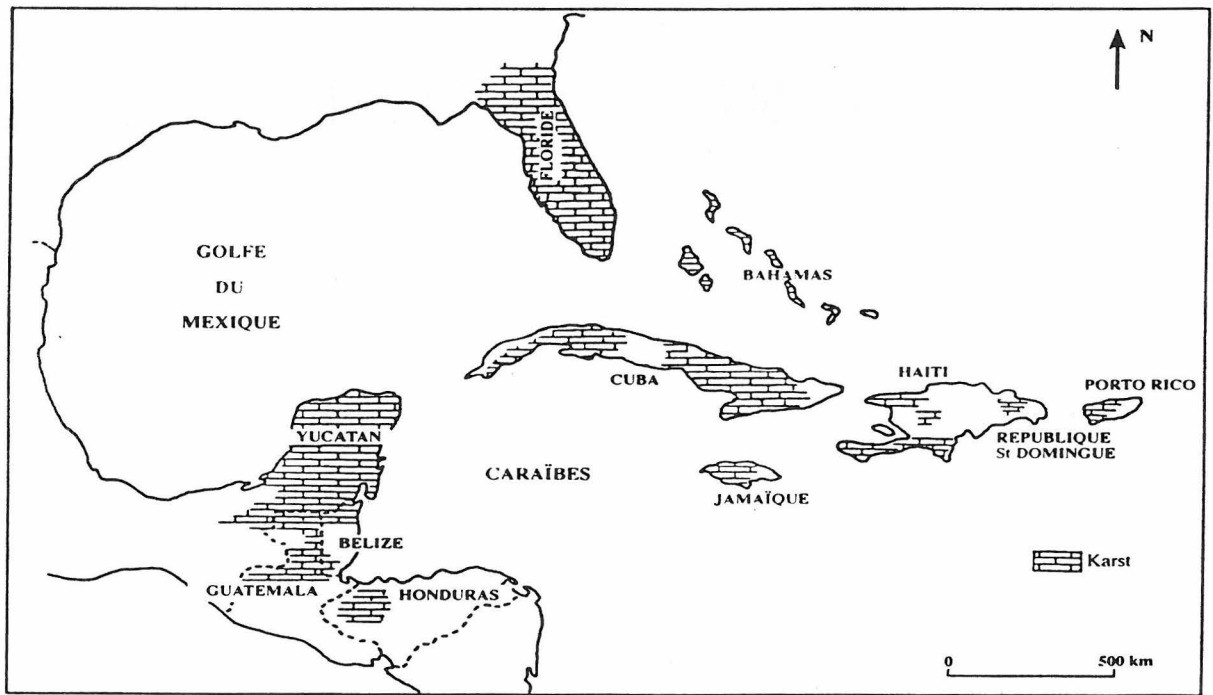 N
FLORIDE
GOLFE
DU
MEXIQUE
BAHAMAS
CUBA
HAITI
PORTO RICO
REPUBLIQUE
St DOMINGUE
YUCATAN
CARAÏBES
JAMAÏQUE
BELIZE
Karst
GUATEMALA
HONDURAS
0
500 km